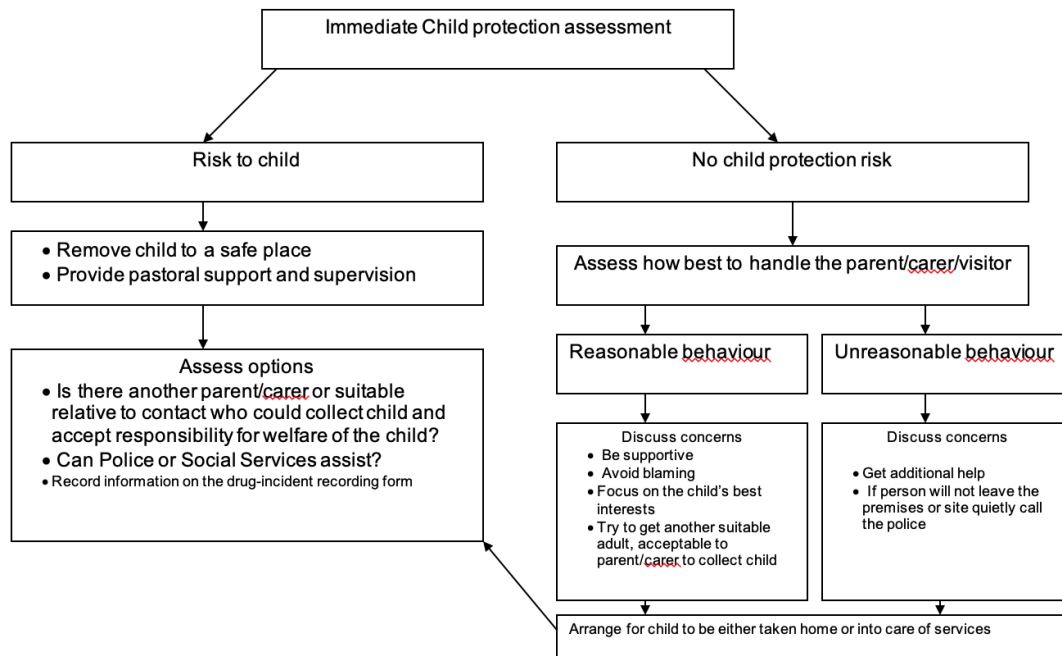 Immediate Child protection assessment
Risk to child
• Remove child to a safe place
• Provide pastoral support and supervision
Assess options
• Is there another parent/carer or suitable
relative to contact who could collect child and
accept responsibility for welfare of the child?
• Can Police or Social Services assist?
• Record information on the drug-incident recording form
No child protection risk
Assess how best to handle the parent/carer/visitor
Reasonable behaviour
Discuss concerns
• Be supportive
• Avoid blaming
• Focus on the child's best
interests
• Try to get another suitable
adult, acceptable to
parent/carer to collect child
Unreasonable behaviour
Discuss concerns
• Get additional help
• If person will not leave the
premises or site quietly call
the police
Arrange for child to be either taken home or into care of services